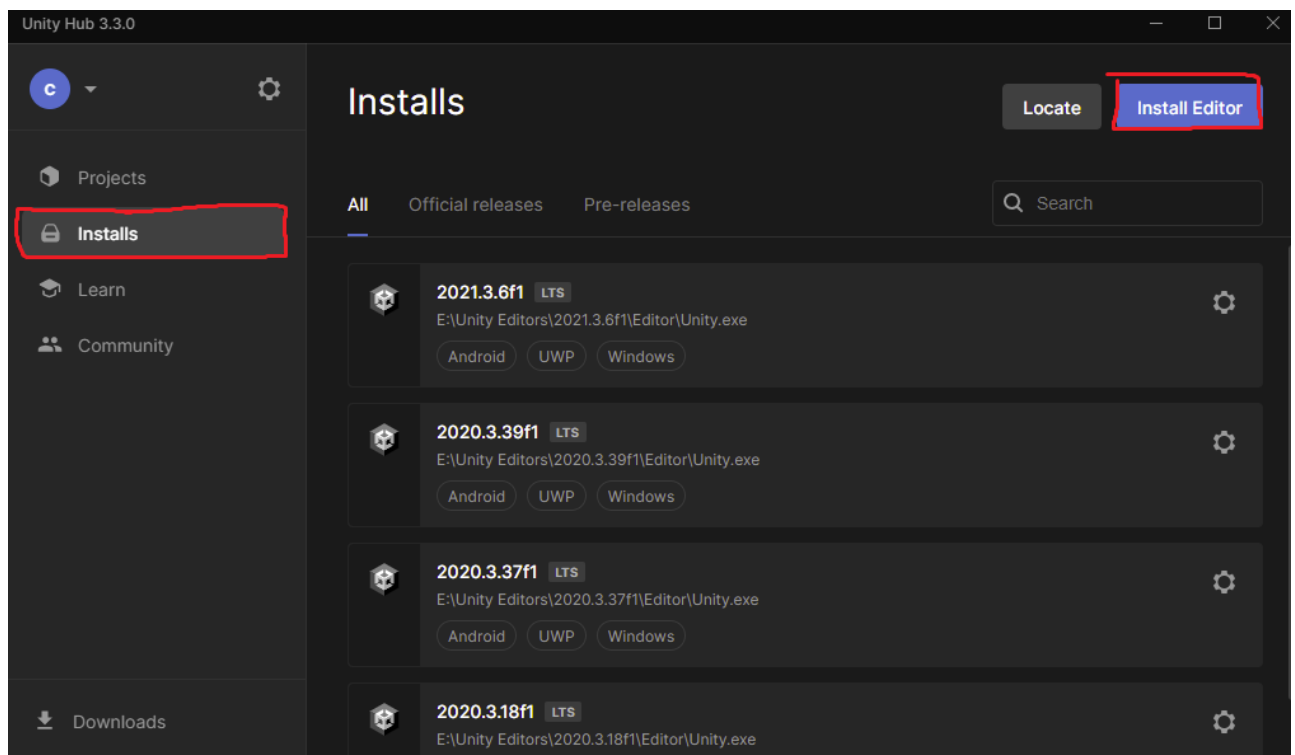 Unity Hub 3.3.0
C
Installs
Locate
Install Editor
Projects
Installs
Learn
Community
All
Official releases
Pre-releases
Search
2021.3.6f1 LTS
E:\Unity Editors\2021.3.6f1\Editor\Unity.exe
Android UWP Windows
2020.3.39f1 LTS
E:\Unity Editors\2020.3.39f1\Editor\Unity.exe
Android UWP Windows
2020.3.37f1 LTS
E:\Unity Editors\2020.3.37f1\Editor\Unity.exe
Android UWP Windows
2020.3.18f1 LTS
E:\Unity Editors\2020.3.18f1\Editor\Unity.exe
Downloads